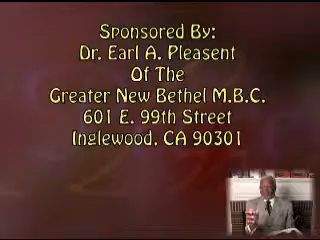 Sponsored By:
Dr. Earl A. Pleasent
Of The
Greater New Bethel M.B.C.
601 E. 99th Street
Inglewood, CA 90301